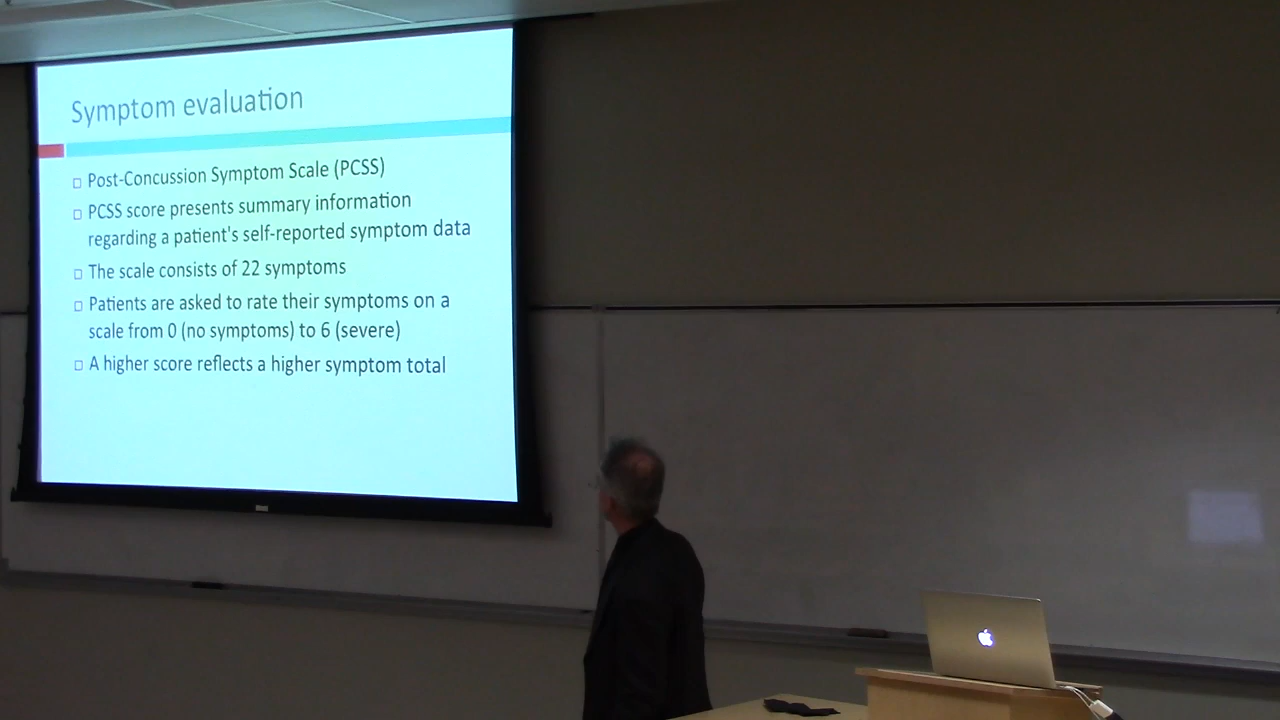 Symptom evaluation
Post-Concussion Symptom Scale (PCSS)
PCSS score presents summary information
regarding a patient's self-reported symptom data
The scale consists of 22 symptoms
Patients are asked to rate their symptoms on a
scale from 0 (no symptoms) to 6 (severe)
A higher score reflects a higher symptom total